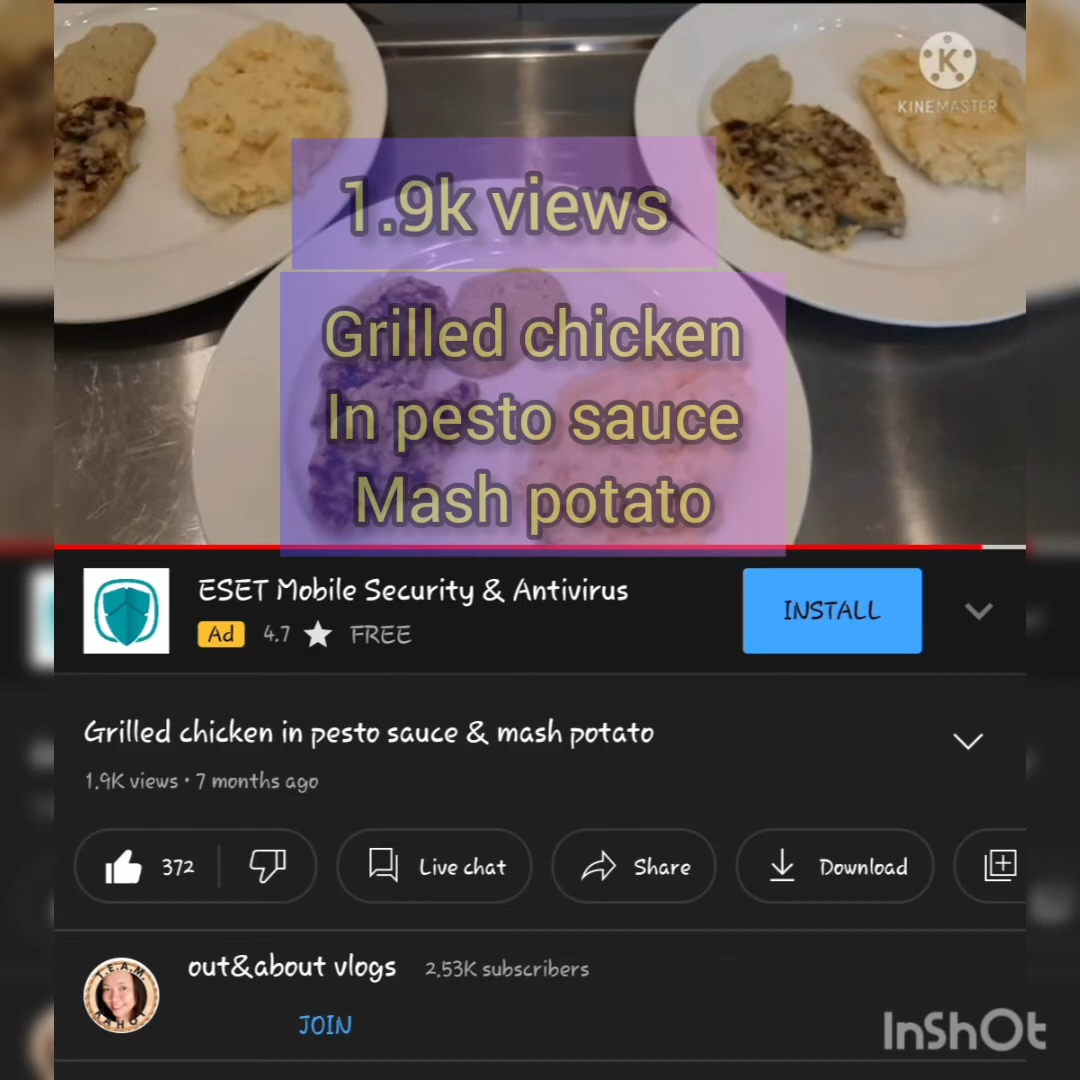 K
KINEMASTER
1.9k views
Grilled chicken
In pesto sauce
Mash potato
ESET Mobile Security & Antivirus
INSTALL
Ad 4.7 ★ FREE
Grilled chicken in pesto sauce & mash potato
1.9K views • 7 months ago
372
Live chat
Share
Download
out&about vlogs 2.53K subscribers
T.E.A.M.
JOIN
InShOt